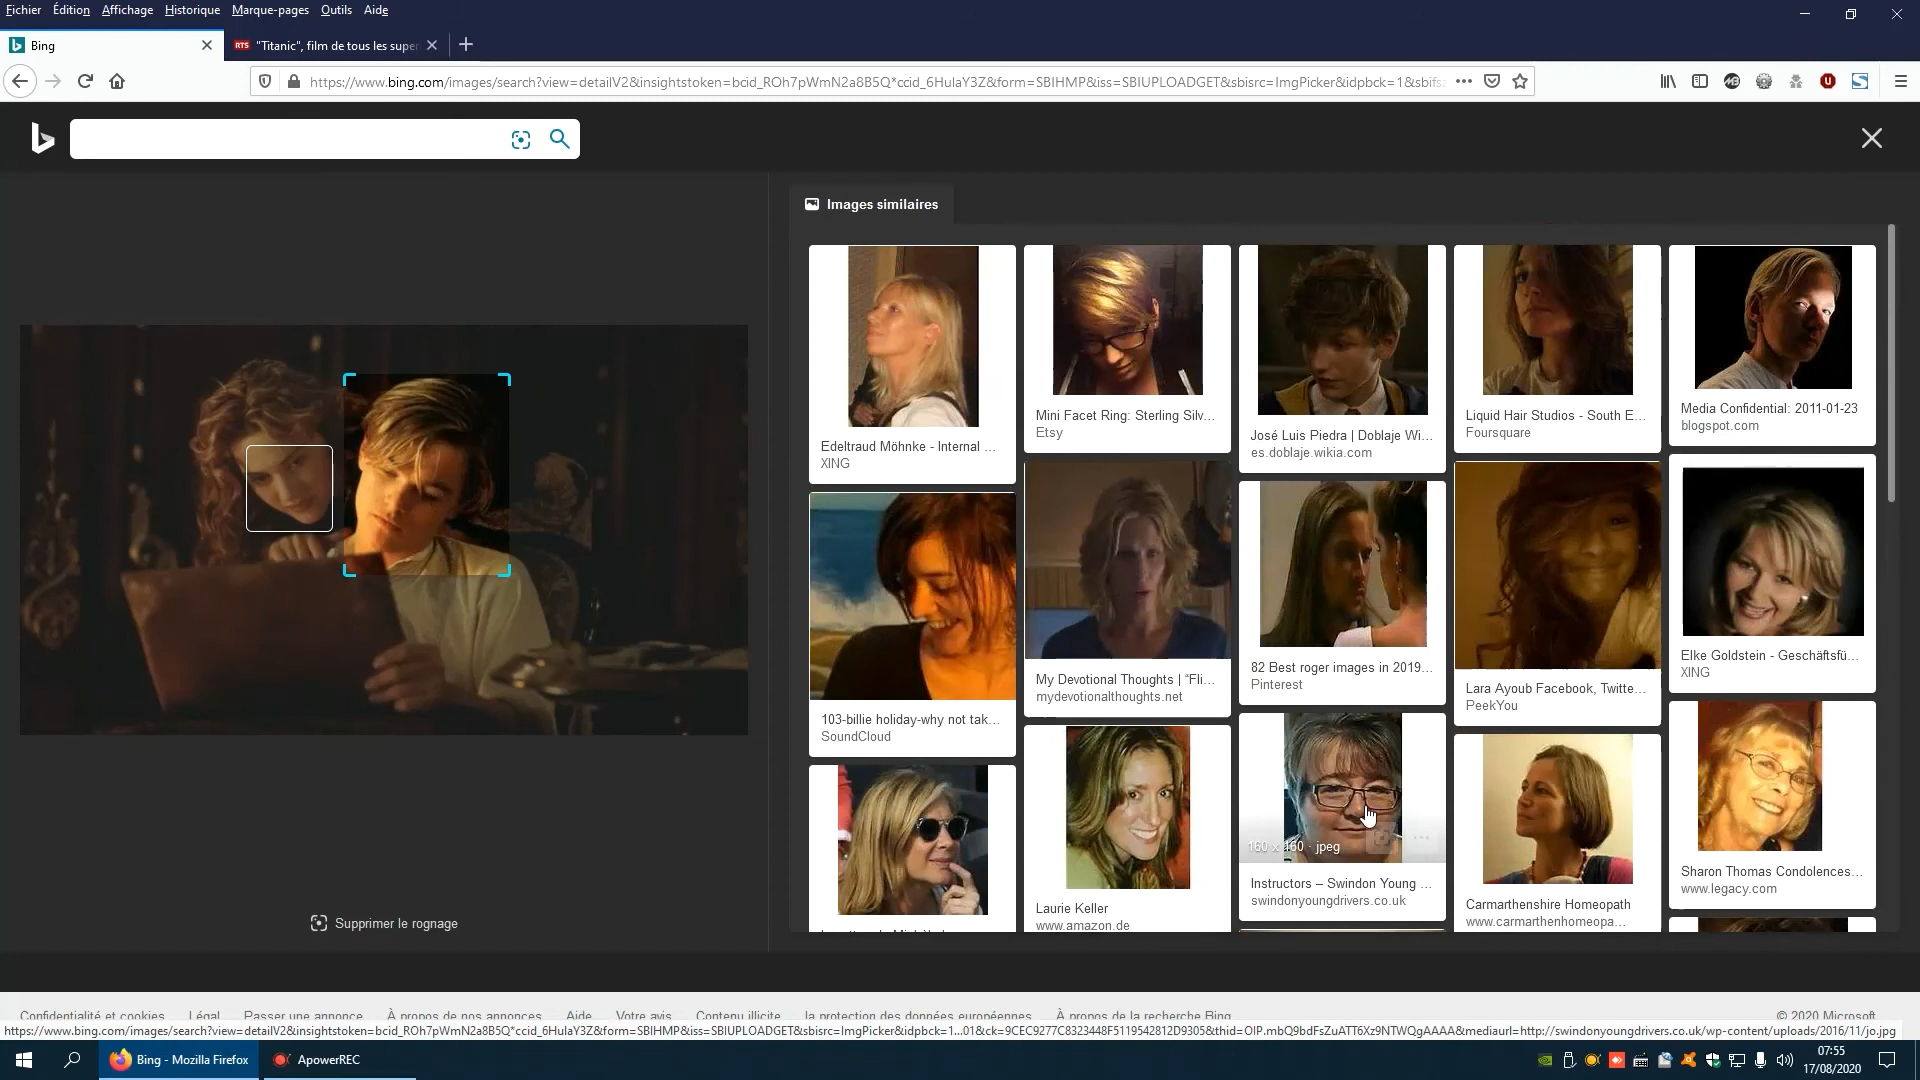 Fichier Édition Affichage Historique Marque-pages Outils Aide
Bing
RTS "Titanic", film de tous les super
https://www.bing.com/images/search?view=detailV2&insightstoken=bcid_ROh7pWmN2a8B5Q*ccid_6HulaY3Z&form=SBIHMP&iss=SBIUPLOADGET&sbisrc=ImgPicker&idpbck=1&sbifsz
Images similaires
Edeltraud Möhnke - Internal ...
XING
Mini Facet Ring: Sterling Silv...
Etsy
José Luis Piedra | Doblaje Wi...
es.doblaje.wikia.com
Liquid Hair Studios - South E...
Foursquare
Media Confidential: 2011-01-23
blogspot.com
103-billie holiday-why not tak...
SoundCloud
My Devotional Thoughts | “Fli...
mydevotionalthoughts.net
82 Best roger images in 2019...
Pinterest
Lara Ayoub Facebook, Twitte...
PeekYou
Elke Goldstein - Geschäftsfü...
XING
Laurie Keller
www.amazon.de
160 x 160 · jpeg
Instructors – Swindon Young ...
swindonyoungdrivers.co.uk
Carmarthenshire Homeopath
www.carmarthenhomeopa...
Sharon Thomas Condolences...
www.legacy.com
Supprimer le rognage
Confidentialité et cookies Légal Passer une annonce À propos de nos annonces Aide Votre avis Contenu illicite la protection des données européennes À propos de la recherche Bing
© 2020 Microsoft
https://www.bing.com/images/search?view=detailV2&insightstoken=bcid_ROh7pWmN2a8B5Q*ccid_6HulaY3Z&form=SBIHMP&iss=SBIUPLOADGET&sbisrc=ImgPicker&idpbck=1...01&ck=9CEC9277C8323448F5119542812D9305&thid=OIP.mbQ9bdFsZuATT6Xz9NTWQgAAAA&mediaurl=http://swindonyoungdrivers.co.uk/wp-content/uploads/2016/11/jo.jpg
Bing - Mozilla Firefox
ApowerREC
07:55
17/08/2020